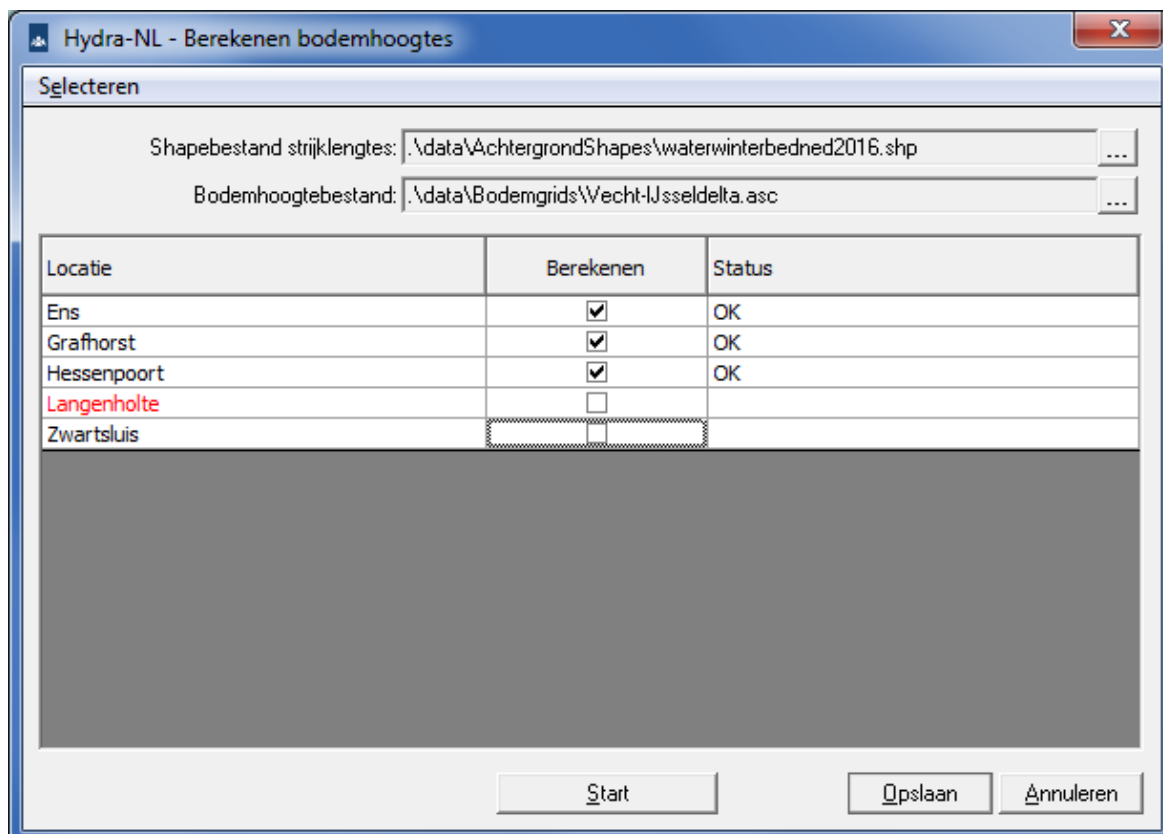 Hydra-NL - Berekenen bodemhoogtes
x
Selecteren
Shapebestand strijklengtes: .\data\AchtergrondShapes\waterwinterbedned2016.shp ...
Bodemhoogtebestand: .\data\Bodemgrids\Vecht-IJsseldelta.asc ...
Locatie Berekenen Status
Ens OK
Grafhorst OK
Hessenpoort OK
Langenholte
Zwartsluis
Start Opslaan Annuleren